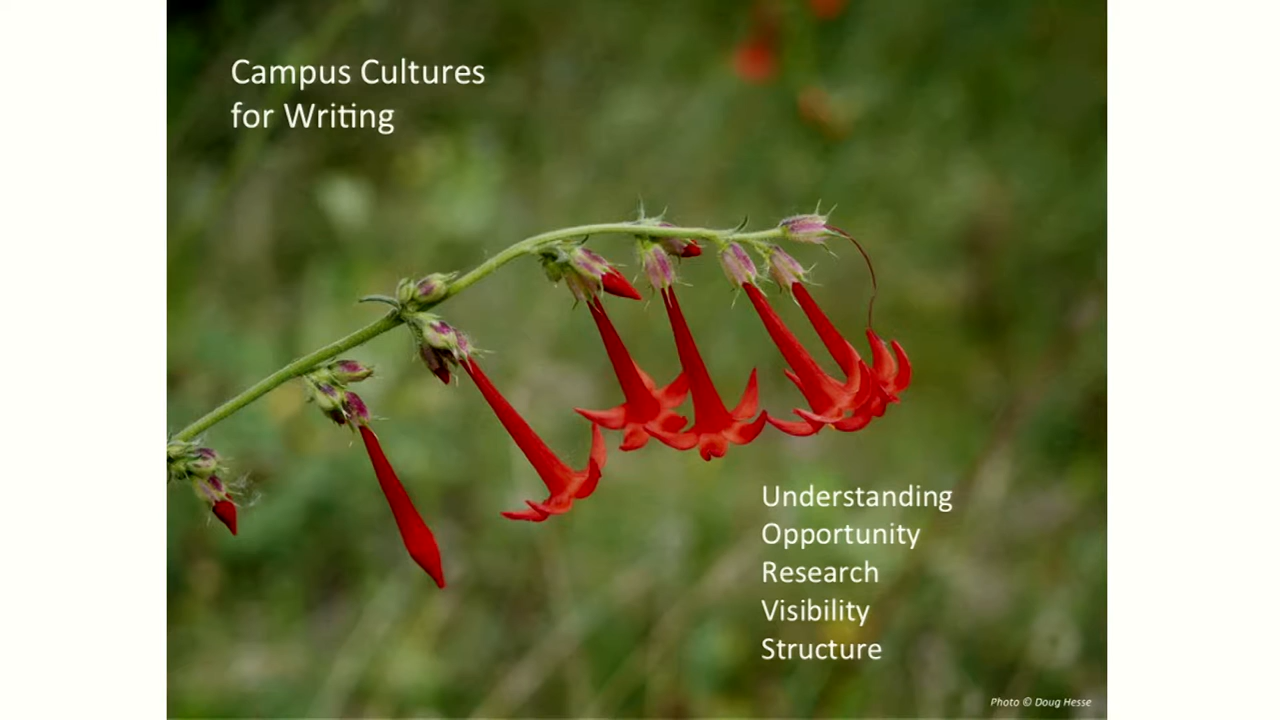 Campus Cultures
for Writing
Understanding
Opportunity
Research
Visibility
Structure
Photo © Doug Hesse